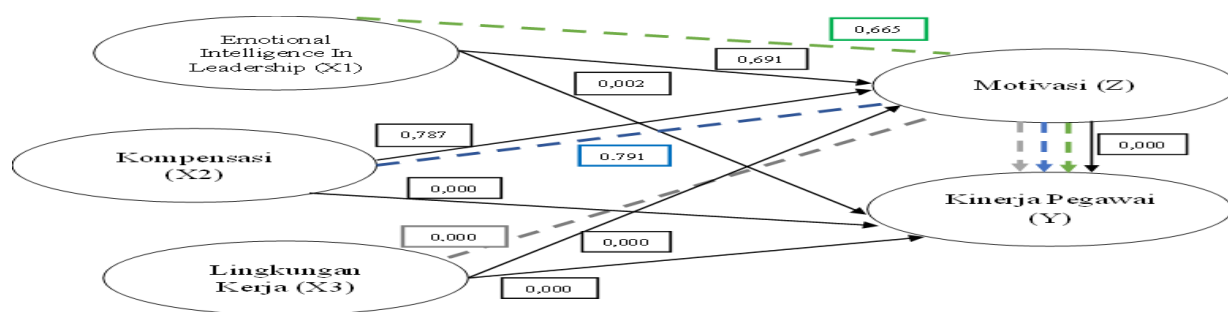 Emotional
Intelligence In
Leadership (X1)
0,665
0,691
0,002
Motivasi (Z)
0,787
0.791
0,000
Kompensasi
(X2)
0,000
Kinerja Pegawai
(Y)
0.000
0,000
Lingkungan
Kerja (X3)
0,000